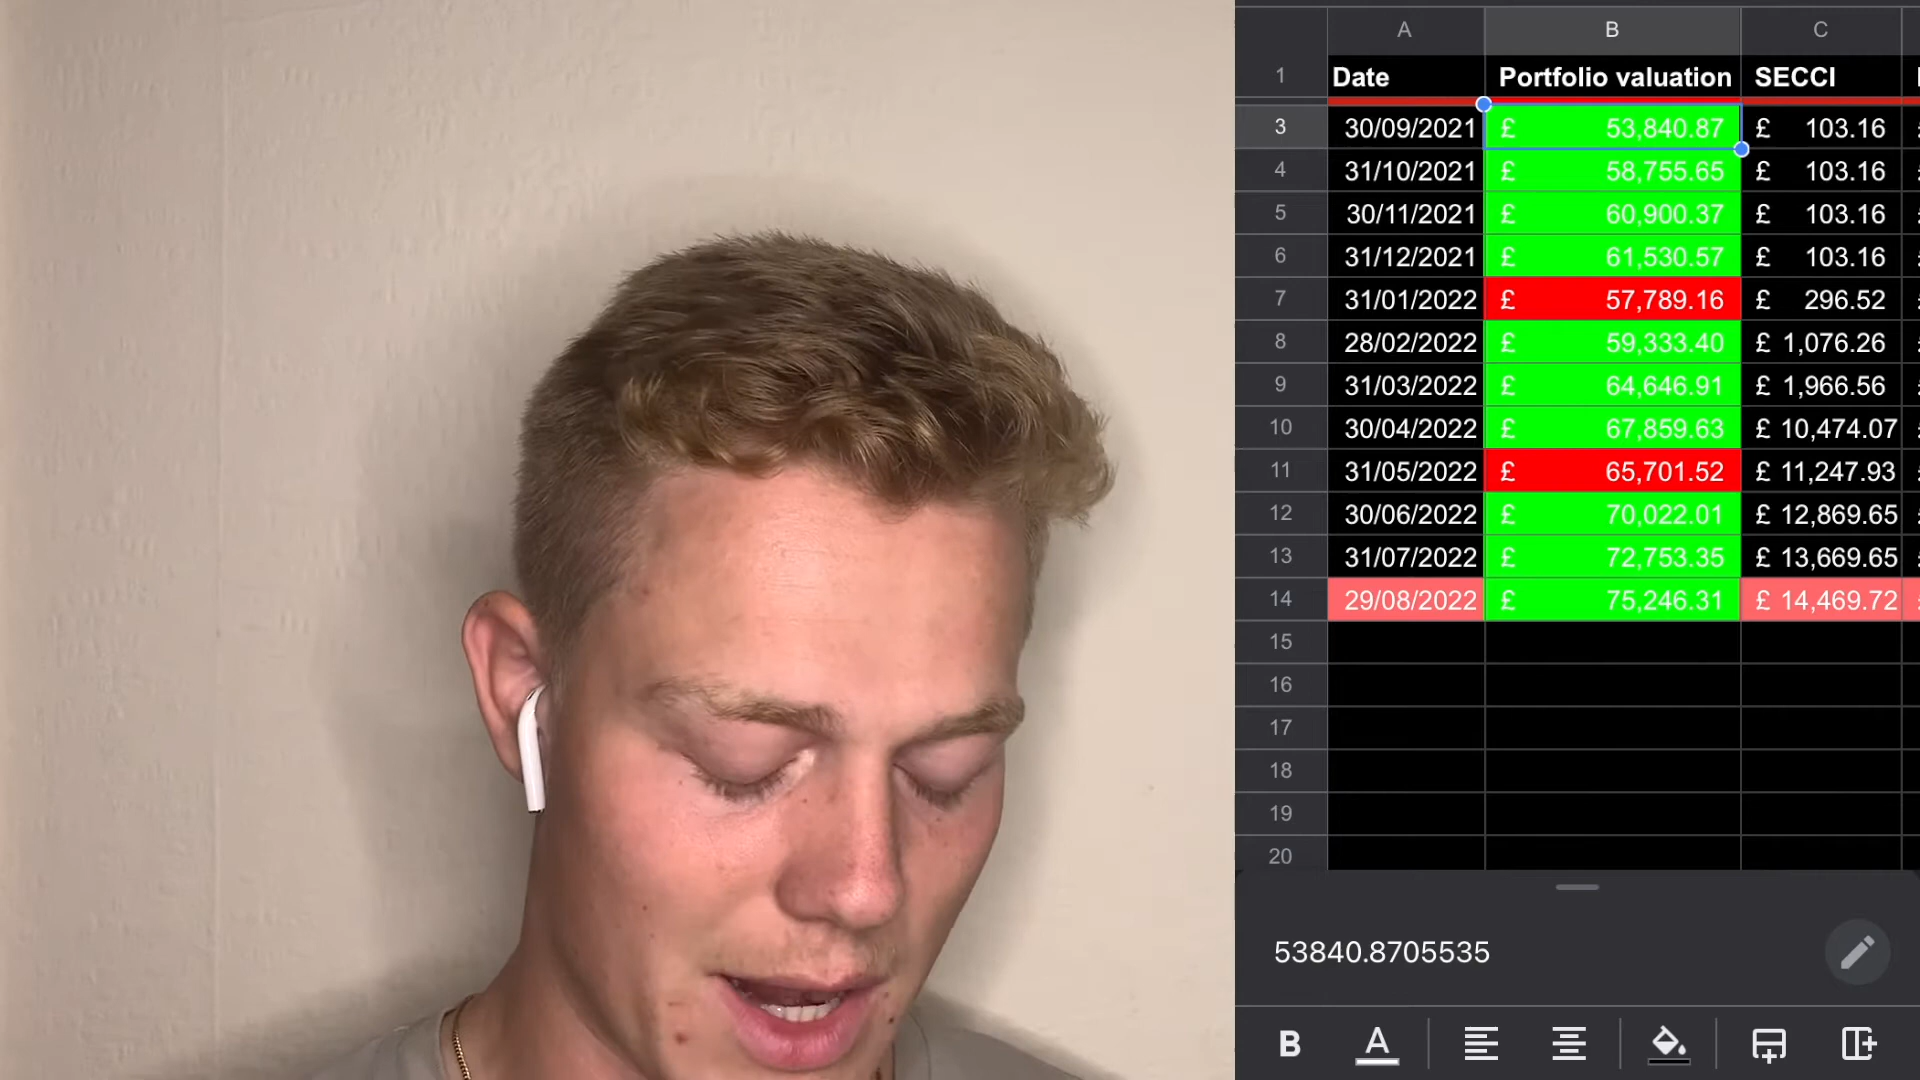 A B C
1 Date Portfolio valuation SECCI
3 30/09/2021 £ 53,840.87 £ 103.16
4 31/10/2021 £ 58,755.65 £ 103.16
5 30/11/2021 £ 60,900.37 £ 103.16
6 31/12/2021 £ 61,530.57 £ 103.16
7 31/01/2022 £ 57,789.16 £ 296.52
8 28/02/2022 £ 59,333.40 £ 1,076.26
9 31/03/2022 £ 64,646.91 £ 1,966.56
10 30/04/2022 £ 67,859.63 £ 10,474.07
11 31/05/2022 £ 65,701.52 £ 11,247.93
12 30/06/2022 £ 70,022.01 £ 12,869.65
13 31/07/2022 £ 72,753.35 £ 13,669.65
14 29/08/2022 £ 75,246.31 £ 14,469.72
15
16
17
18
19
20
53840.8705535
B A